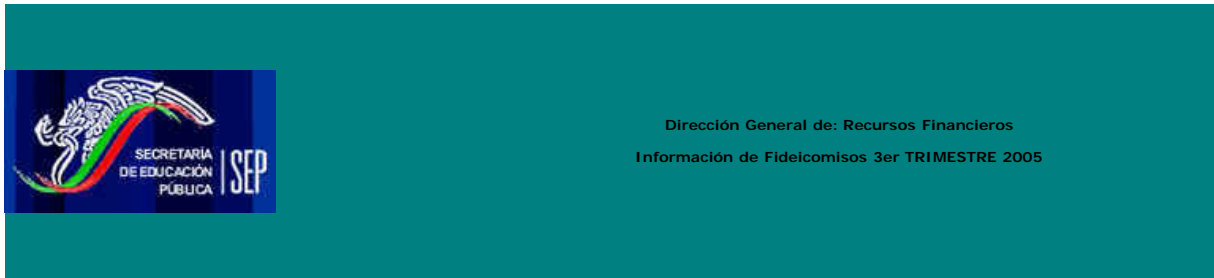 SECRETARÍA
DE EDUCACIÓN
PÚBLICA
SEP
Dirección General de: Recursos Financieros
Información de Fideicomisos 3er TRIMESTRE 2005